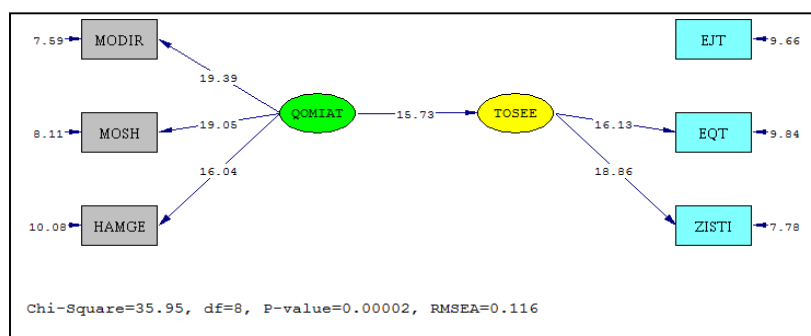 7.59 MODIR EJT 9.66
19.39
8.11 MOSH 19.05 QOMIAT 15.73 TOSEE 16.13 EQT 9.84
16.04 18.86
10.08 HAMGE ZISTI 7.78
Chi-Square=35.95, df=8, P-value=0.00002, RMSEA=0.116